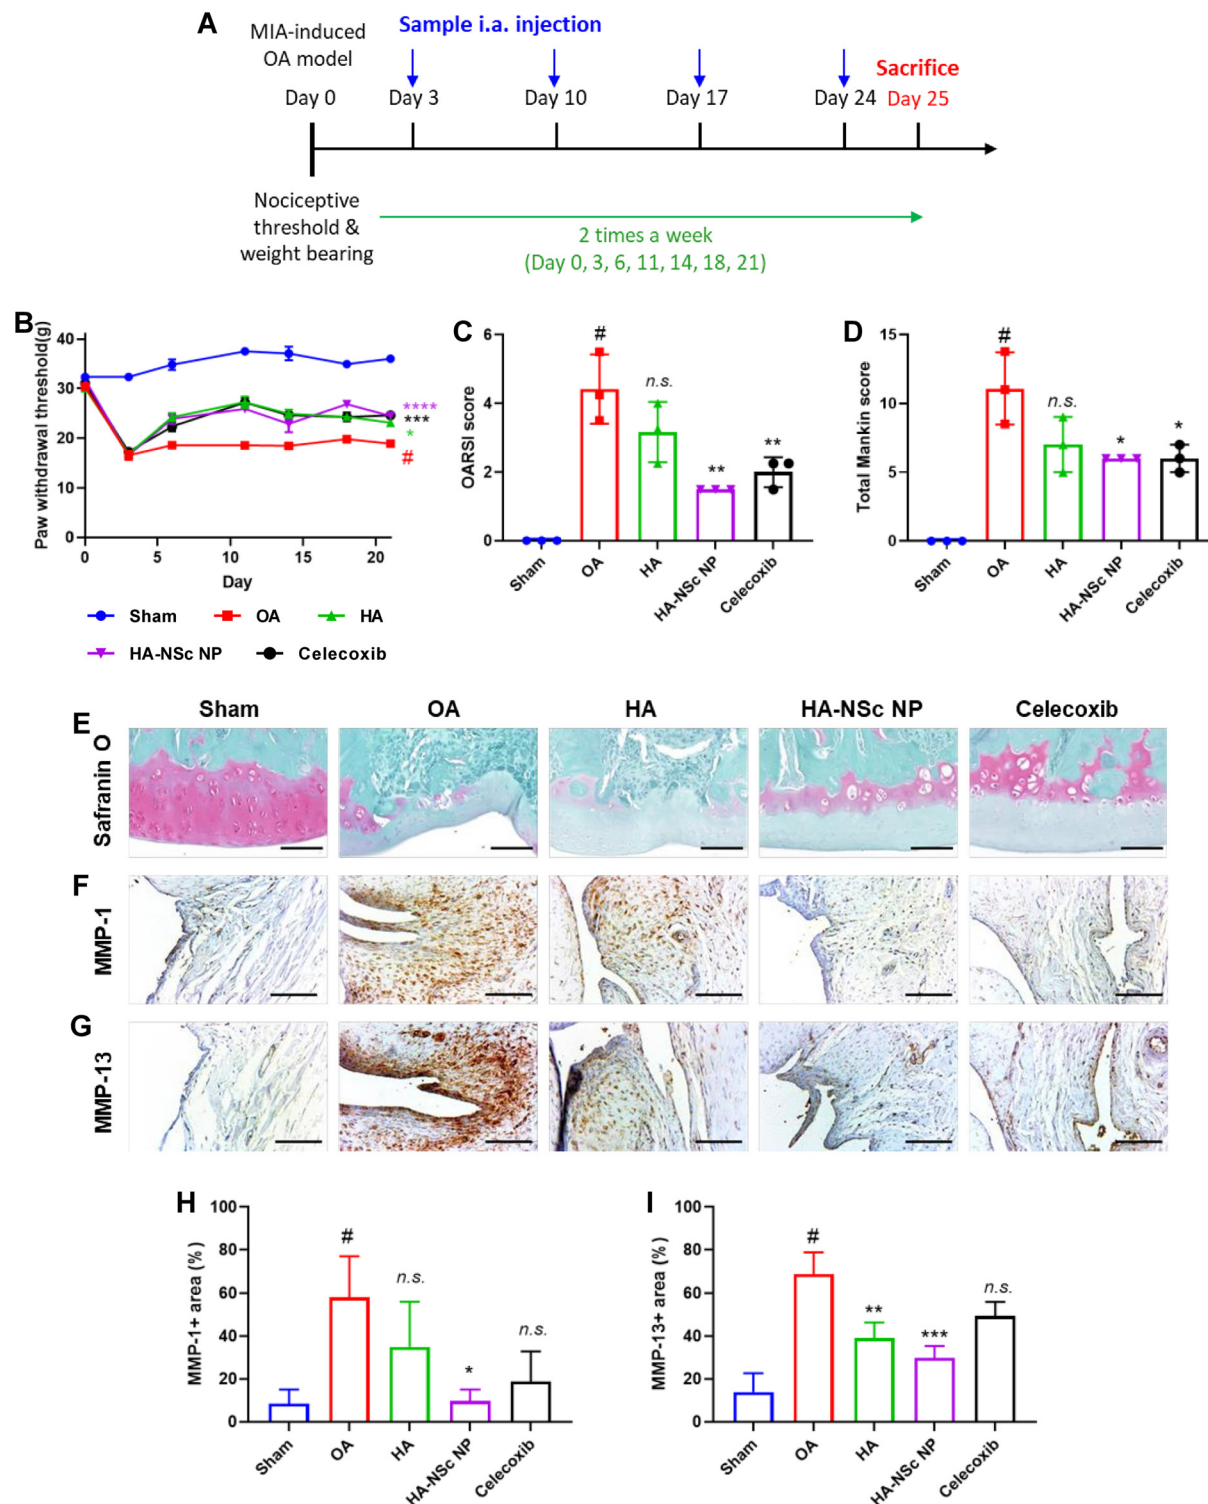 A
MIA-induced
OA model
Sample i.a. injection
Sacrifice
Day 0
Day 3
Day 10
Day 17
Day 24
Day 25
Nociceptive
threshold &
weight bearing
2 times a week
(Day 0, 3, 6, 11, 14, 18, 21)
B
Paw withdrawal threshold(g)
40
30
20
10
0
0 5 10 15 20
Day
****
***
*
#
Sham OA HA
HA-NSc NP Celecoxib
C
OARSI score
6
4
2
0
#
n.s.
**
**
Sham OA HA HA-NSc NP Celecoxib
D
Total Mankin score
15
10
5
0
#
n.s.
*
*
Sham OA HA HA-NSc NP Celecoxib
Sham OA HA HA-NSc NP Celecoxib
E
Safranin O
F
MMP-1
G
MMP-13
H
MMP-1+ area (%)
100
80
60
40
20
0
#
n.s.
*
n.s.
Sham OA HA HA-NSc NP Celecoxib
I
MMP-13+ area (%)
100
80
60
40
20
0
#
**
***
n.s.
Sham OA HA HA-NSc NP Celecoxib